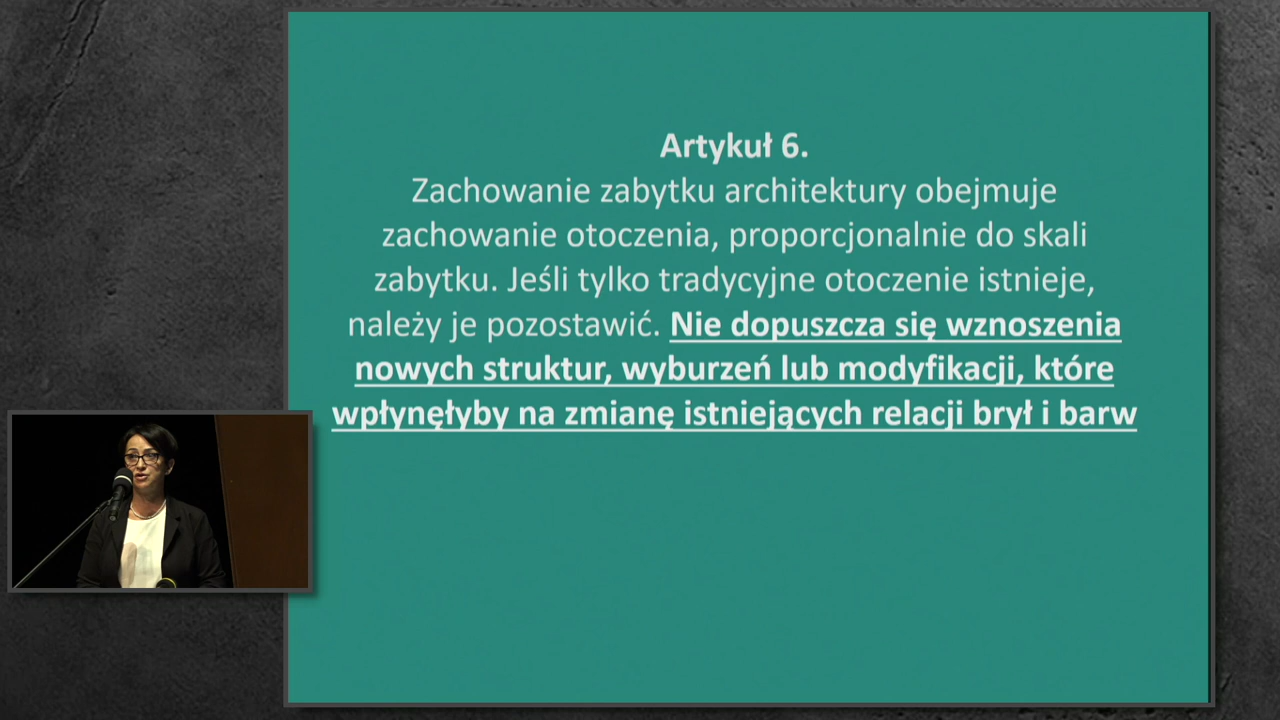 Artykuł 6.
Zachowanie zabytku architektury obejmuje
zachowanie otoczenia, proporcjonalnie do skali
zabytku. Jeśli tylko tradycyjne otoczenie istnieje,
należy je pozostawić. Nie dopuszcza się wznoszenia
nowych struktur, wyburzeń lub modyfikacji, które
wpłynęłyby na zmianę istniejących relacji brył i barw